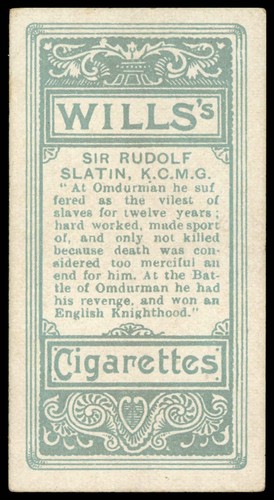 WILLS's
SIR RUDOLF
SLATIN, K.C.M.G.
" At Omdurman he suf
fered as the vilest of
slaves for twelve years;
hard worked, made sport
of, and only not killed
because death was con-
sidered too merciful an
end for him. At the Bat-
tle of Omdurman he had
his revenge, and won an
English Knighthood."
Cigarettes.